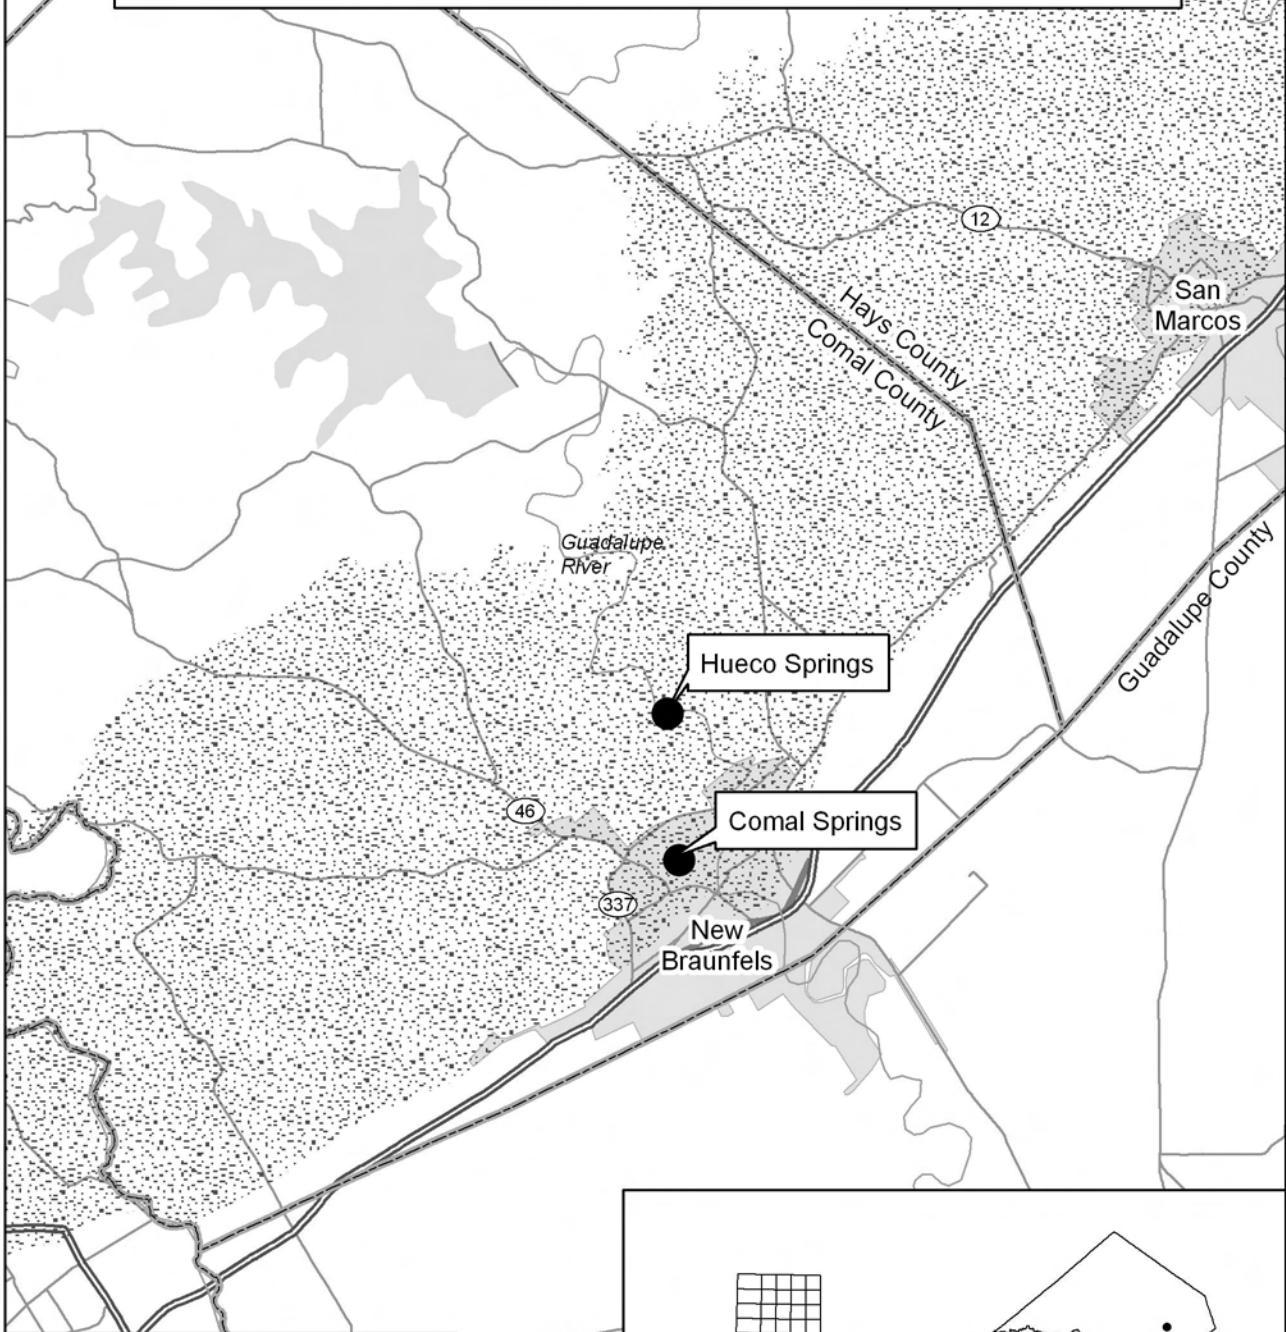 12
San
Marcos
Hays County
Comal County
Guadalupe
River
Guadalupe County
Hueco Springs
46
Comal Springs
337
New
Braunfels